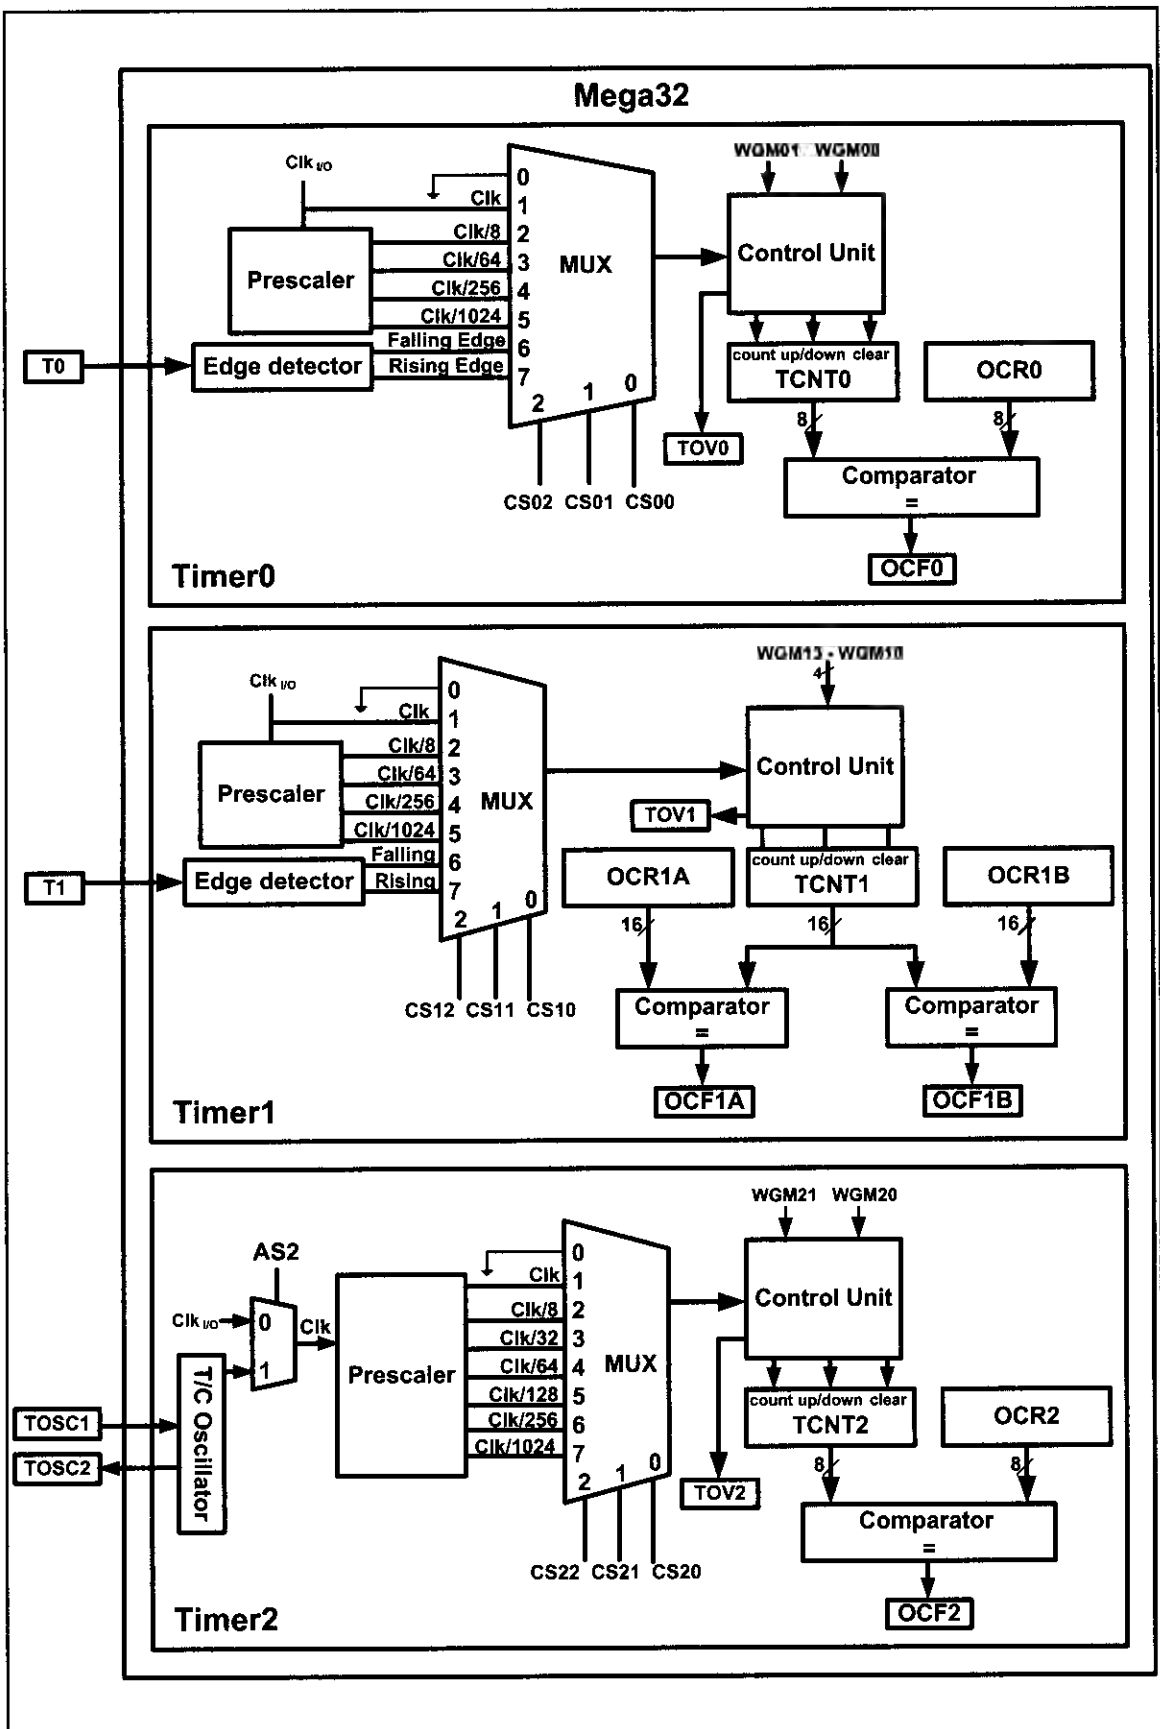 Mega32
WGM01 WGM00
Clk I/O
0
Clk 1
Clk/8 2
Clk/64 3
Clk/256 4
Clk/1024 5
Falling Edge 6
Rising Edge 7
Prescaler
MUX
Control Unit
T0
Edge detector
2 1 0
count up/down clear
TCNT0
OCR0
8 8
TOV0
Comparator
=
CS02 CS01 CS00
OCF0
Timer0
WGM13 - WGM10
4
Clk I/O
0
Clk 1
Clk/8 2
Clk/64 3
Clk/256 4
Clk/1024 5
Falling 6
Rising 7
Prescaler
MUX
Control Unit
TOV1
T1
Edge detector
2 1 0
OCR1A
count up/down clear
TCNT1
OCR1B
16 16 16
CS12 CS11 CS10
Comparator
=
Comparator
=
OCF1A
OCF1B
Timer1
WGM21 WGM20
AS2
0
Clk 1
Clk/8 2
Clk/32 3
Clk/64 4
Clk/128 5
Clk/256 6
Clk/1024 7
Clk I/O 0
1
Clk
Prescaler
MUX
Control Unit
T/C Oscillator
TOSC1
TOSC2
2 1 0
count up/down clear
TCNT2
OCR2
8 8
TOV2
Comparator
=
CS22 CS21 CS20
OCF2
Timer2